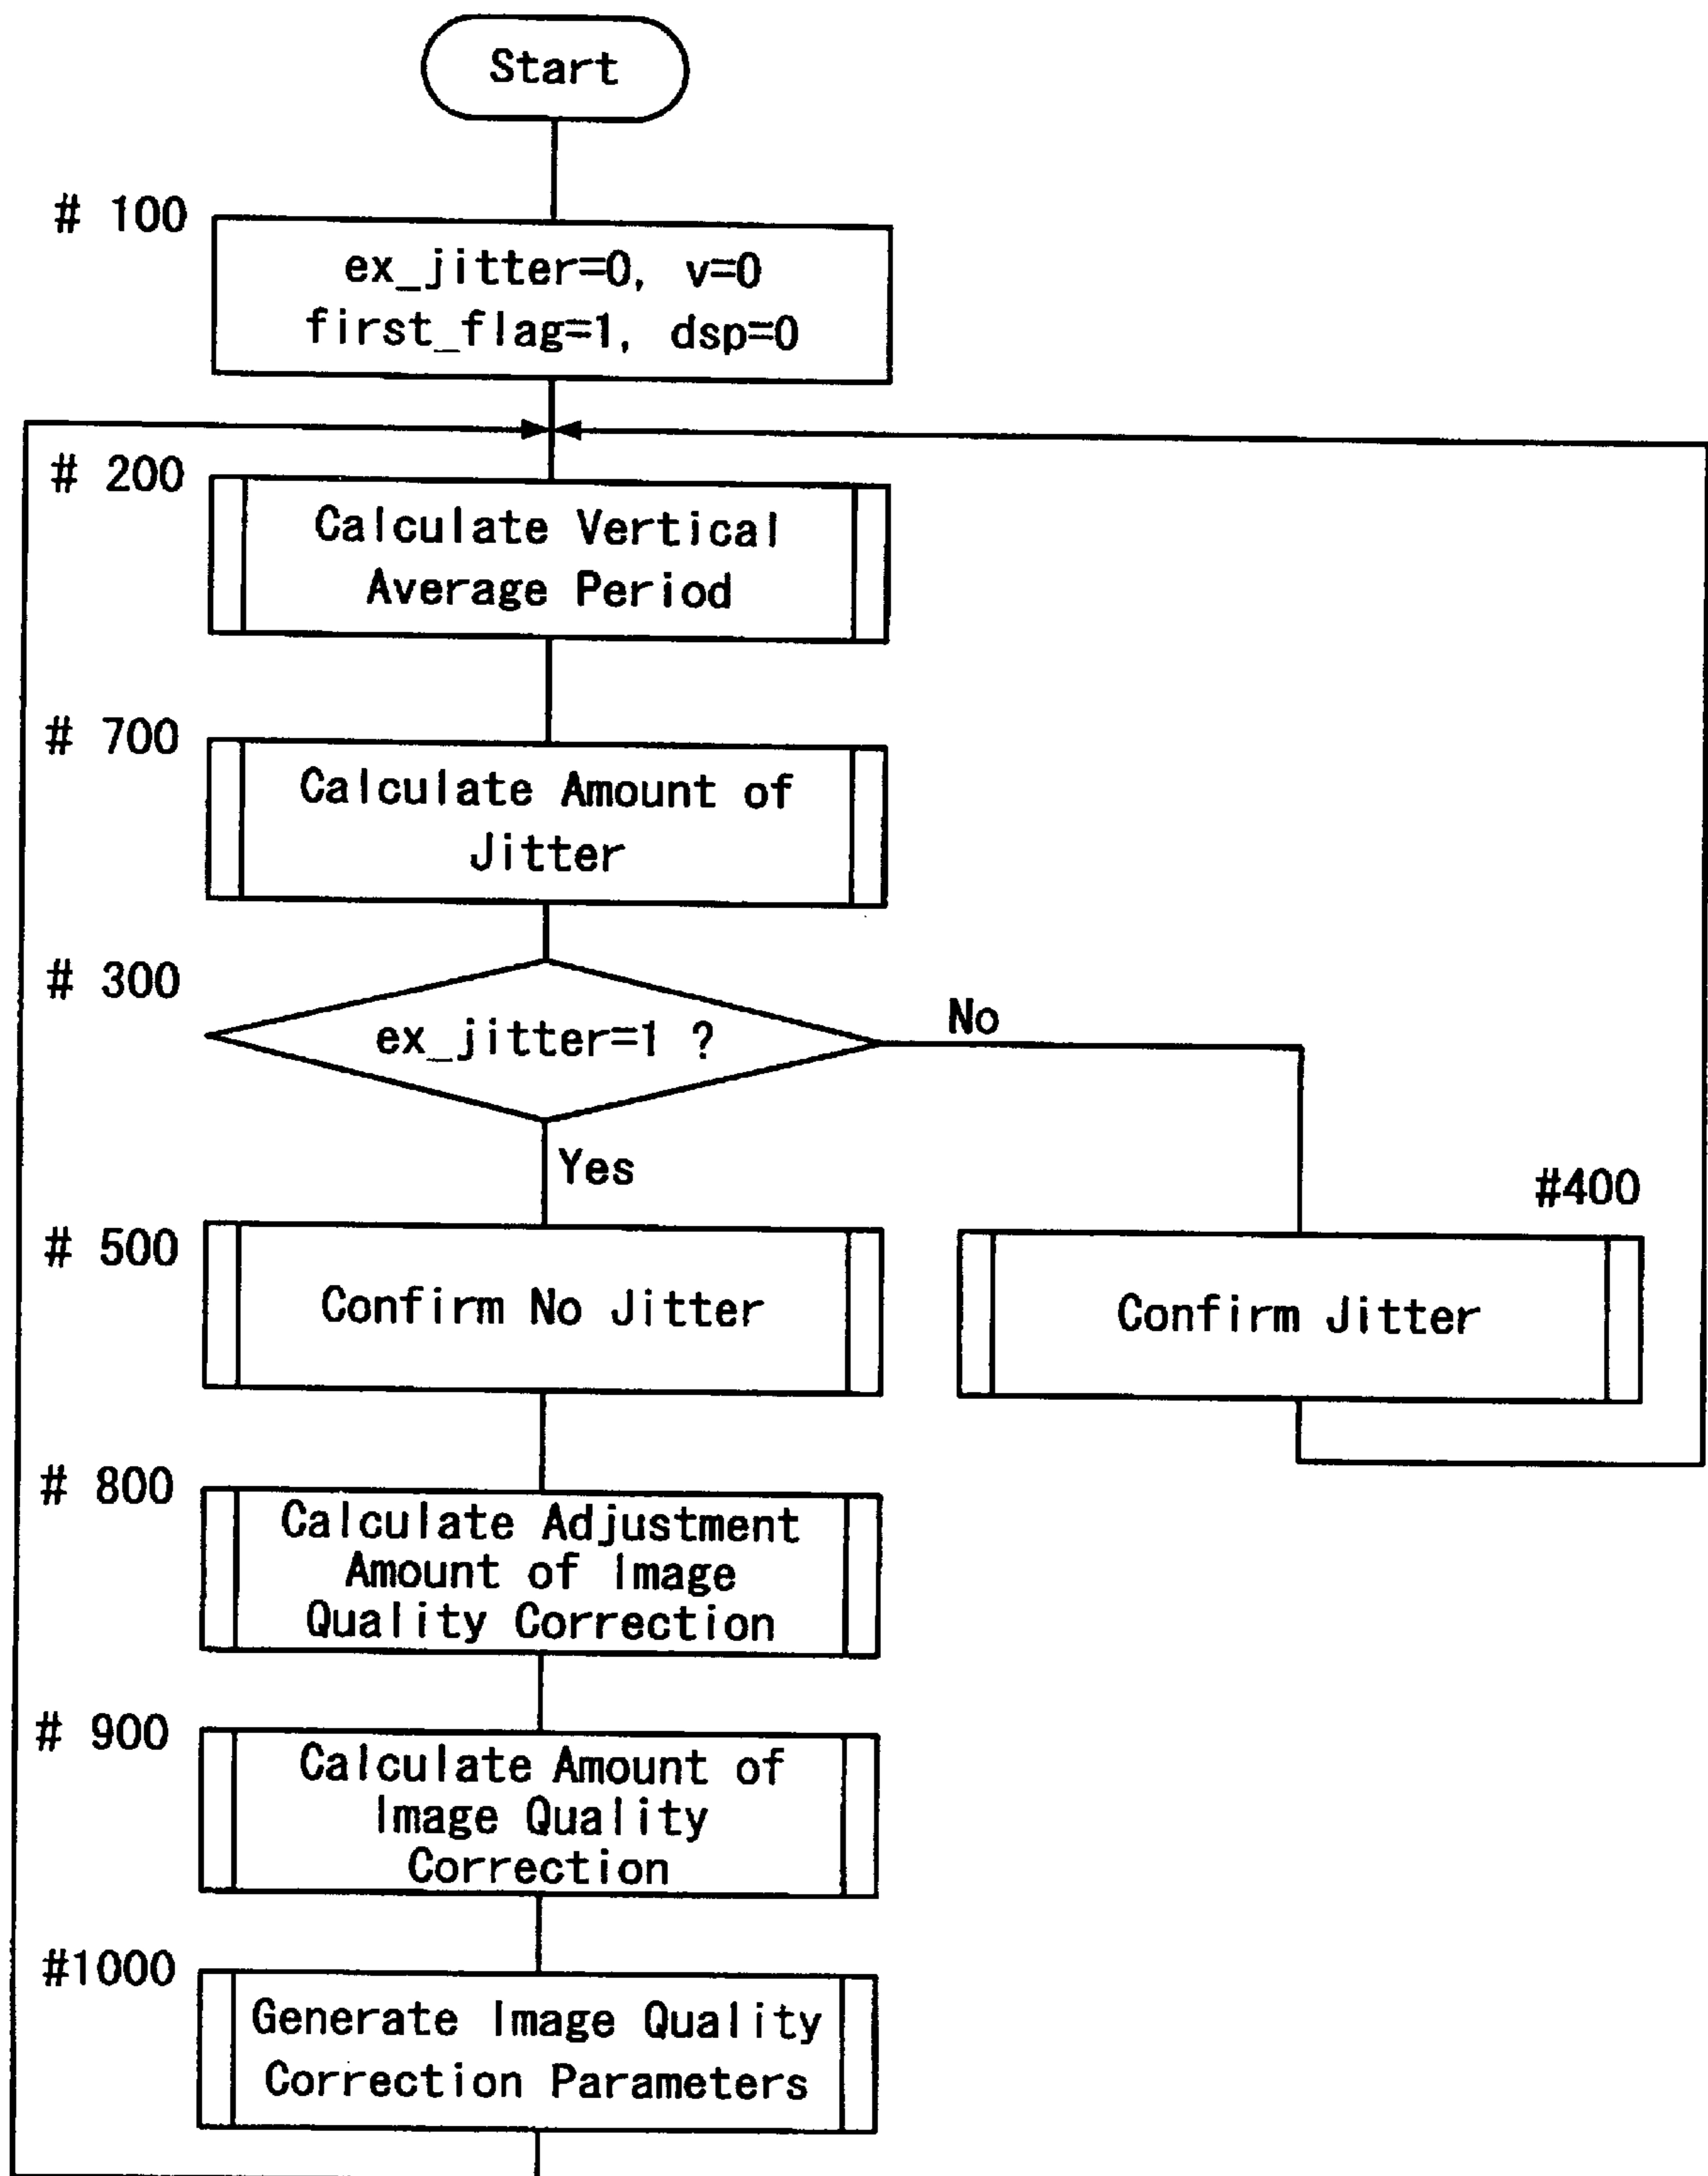 Start
# 100
ex_jitter=0, v=0
first_flag=1, dsp=0
# 200
Calculate Vertical
Average Period
# 700
Calculate Amount of
Jitter
# 300
ex_jitter=1 ?
No
Yes
#400
# 500
Confirm No Jitter
Confirm Jitter
# 800
Calculate Adjustment
Amount of Image
Quality Correction
# 900
Calculate Amount of
Image Quality
Correction
#1000
Generate Image Quality
Correction Parameters